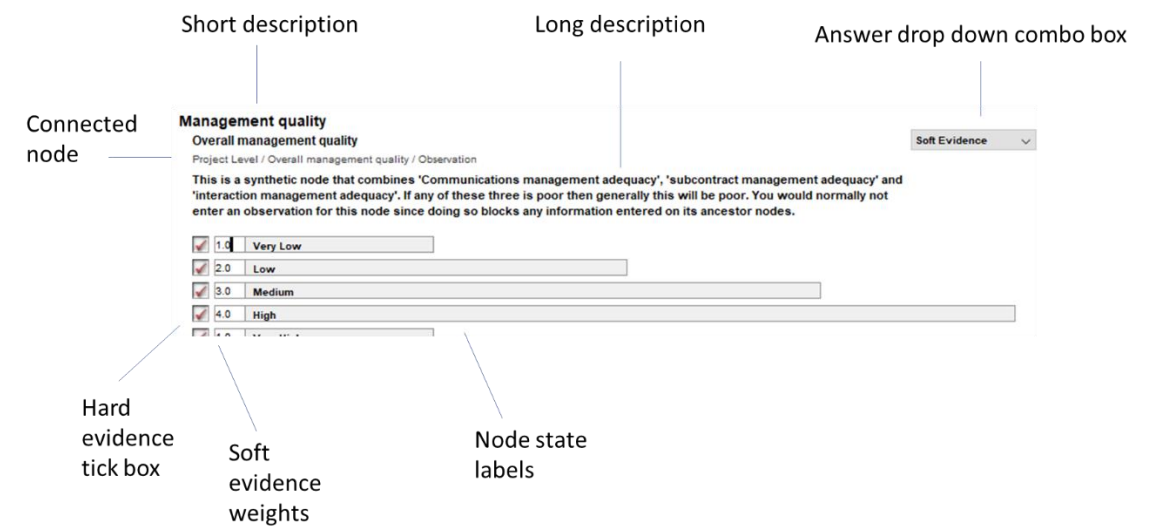 Short description
Long description
Answer drop down combo box
Connected
node
Management quality
Overall management quality
Soft Evidence
Project Level / Overall management quality / Observation
This is a synthetic node that combines 'Communications management adequacy', 'subcontract management adequacy' and
'interaction management adequacy'. If any of these three is poor then generally this will be poor. You would normally not
enter an observation for this node since doing so blocks any information entered on its ancestor nodes.
1.0 Very Low
2.0 Low
3.0 Medium
4.0 High
Hard
evidence
tick box
Soft
evidence
weights
Node state
labels